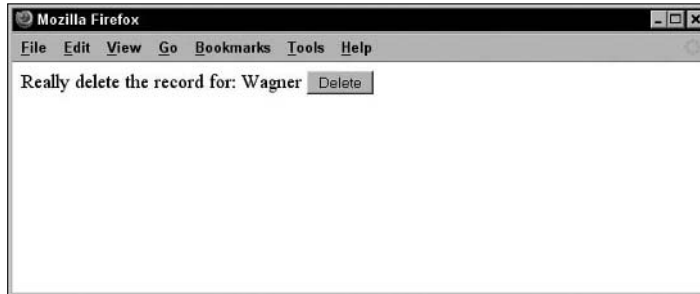 Mozilla Firefox
File Edit View Go Bookmarks Tools Help
Really delete the record for: Wagner Delete